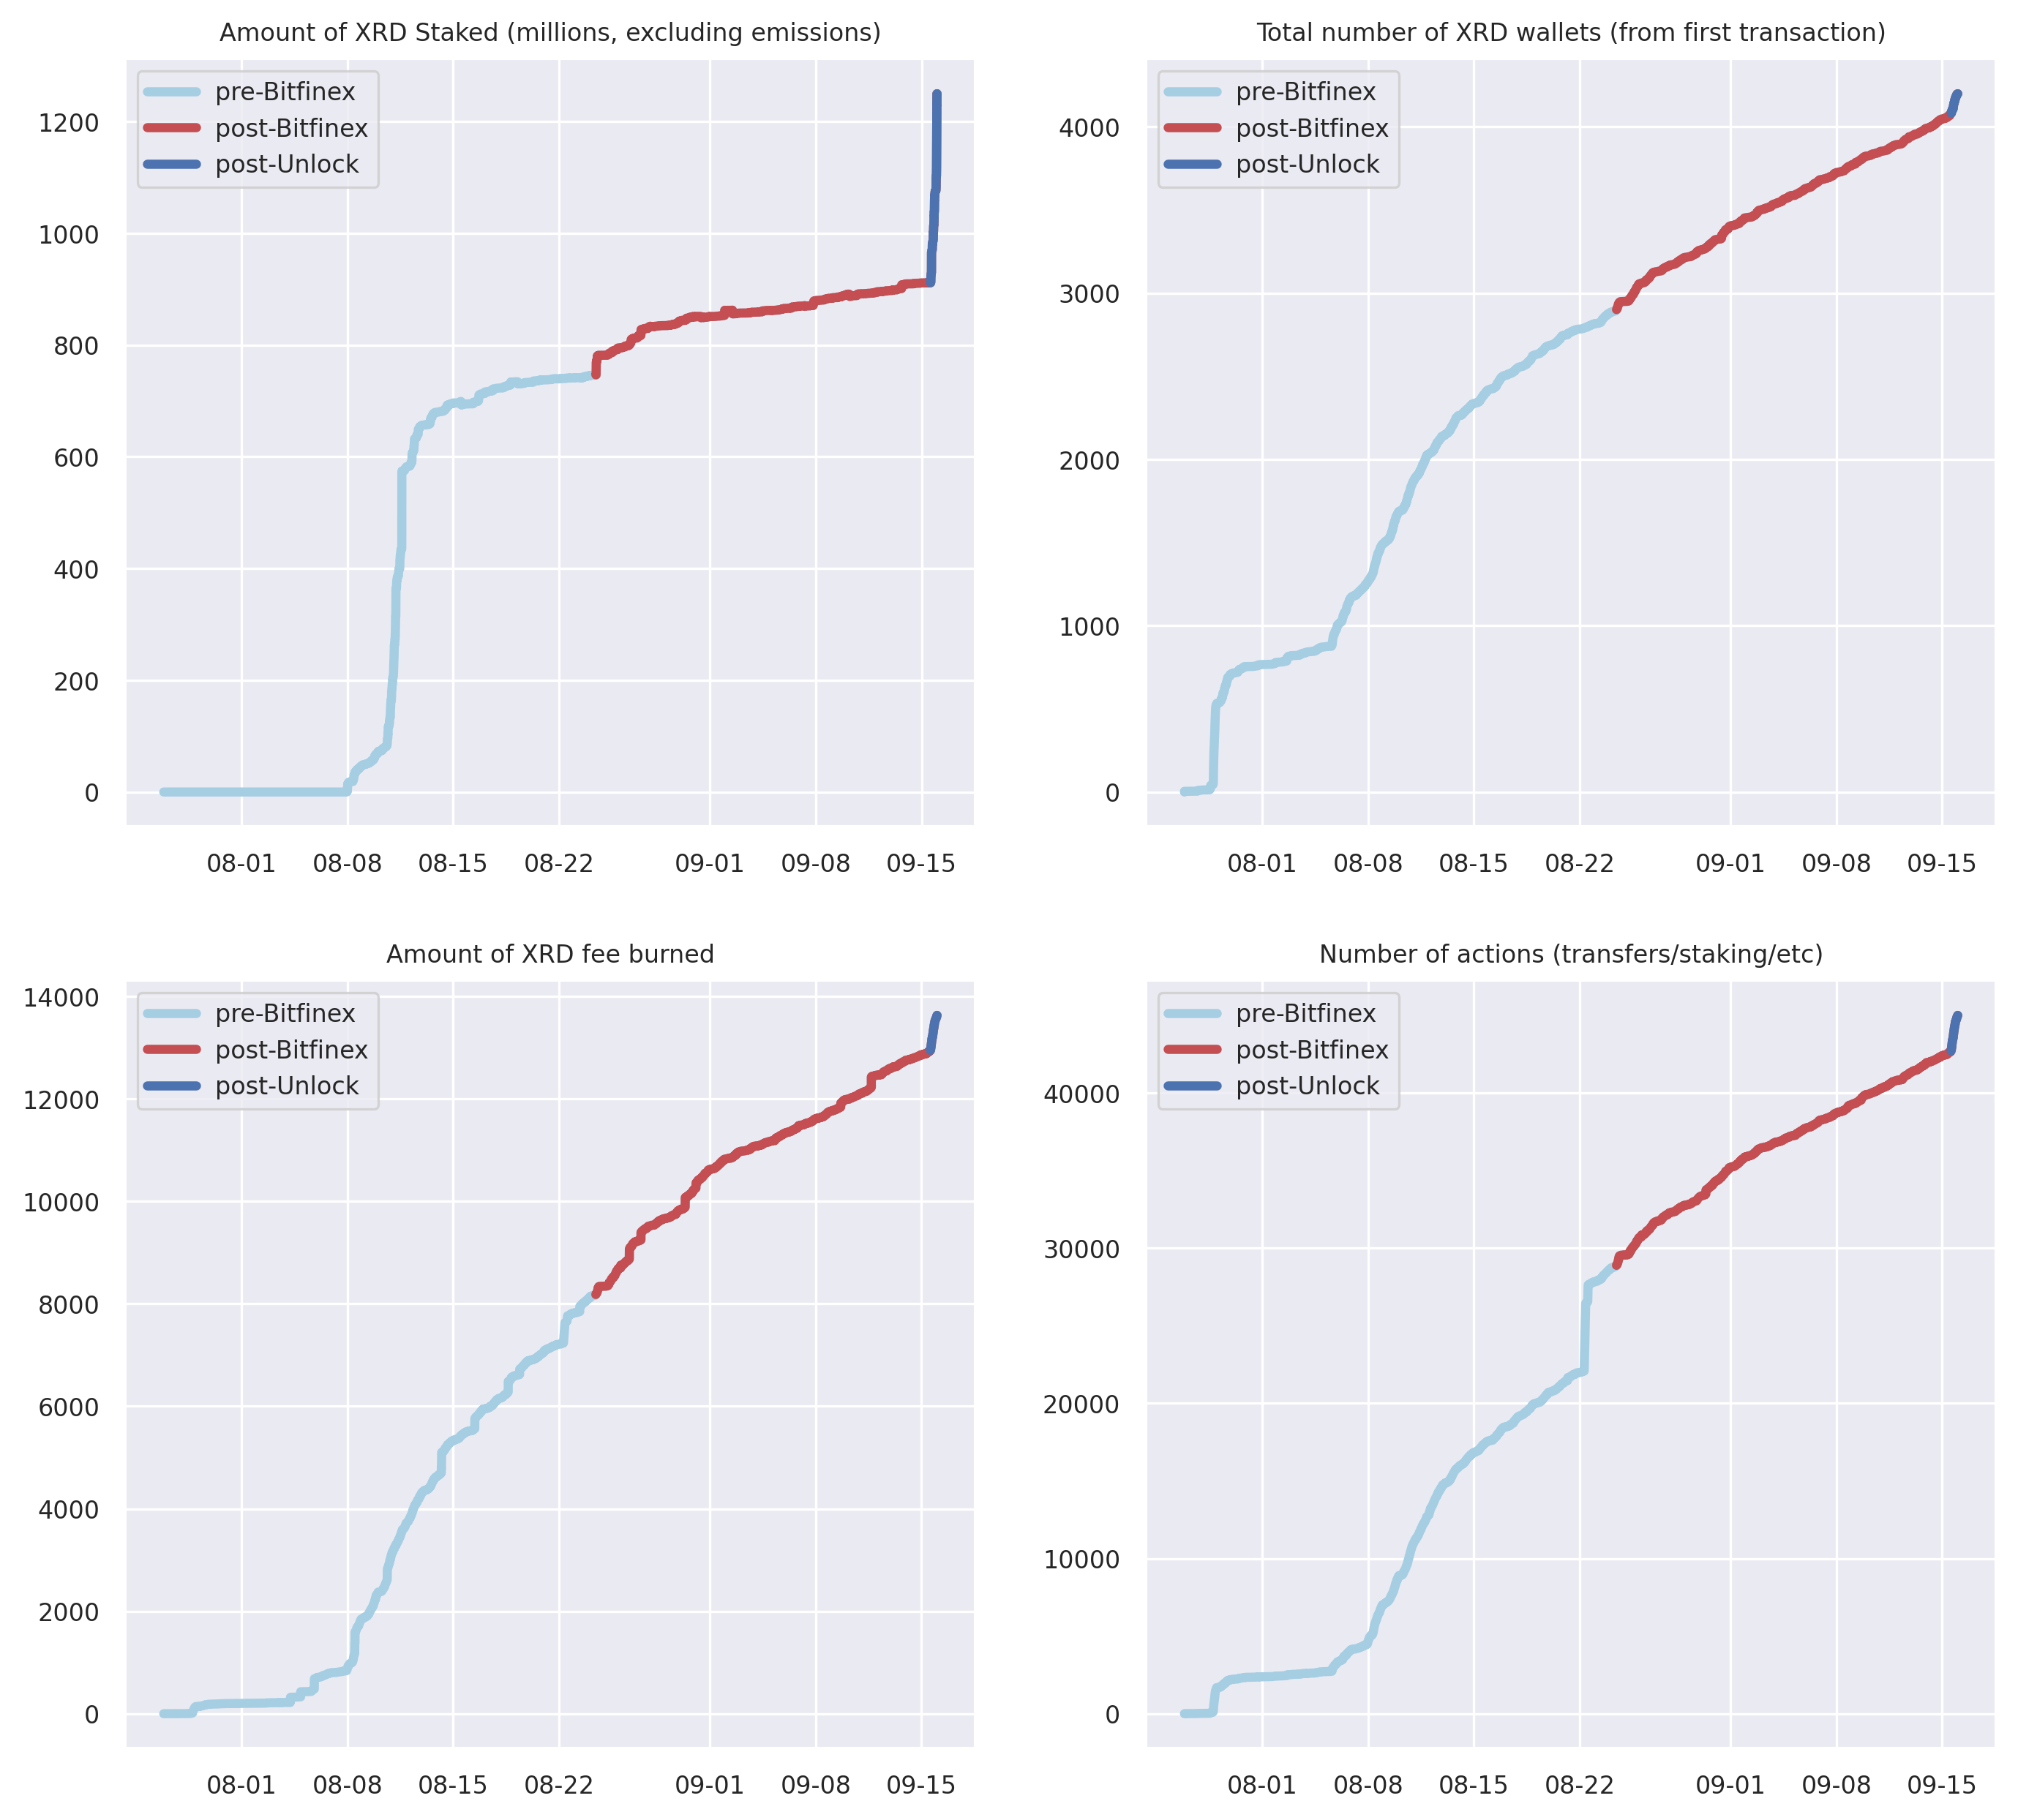 Amount of XRD Staked (millions, excluding emissions)
pre-Bitfinex
post-Bitfinex
post-Unlock
1200
1000
800
600
400
200
0
08-01 08-08 08-15 08-22 09-01 09-08 09-15
Total number of XRD wallets (from first transaction)
pre-Bitfinex
post-Bitfinex
post-Unlock
4000
3000
2000
1000
0
08-01 08-08 08-15 08-22 09-01 09-08 09-15
Amount of XRD fee burned
pre-Bitfinex
post-Bitfinex
post-Unlock
14000
12000
10000
8000
6000
4000
2000
0
08-01 08-08 08-15 08-22 09-01 09-08 09-15
Number of actions (transfers/staking/etc)
pre-Bitfinex
post-Bitfinex
post-Unlock
40000
30000
20000
10000
0
08-01 08-08 08-15 08-22 09-01 09-08 09-15